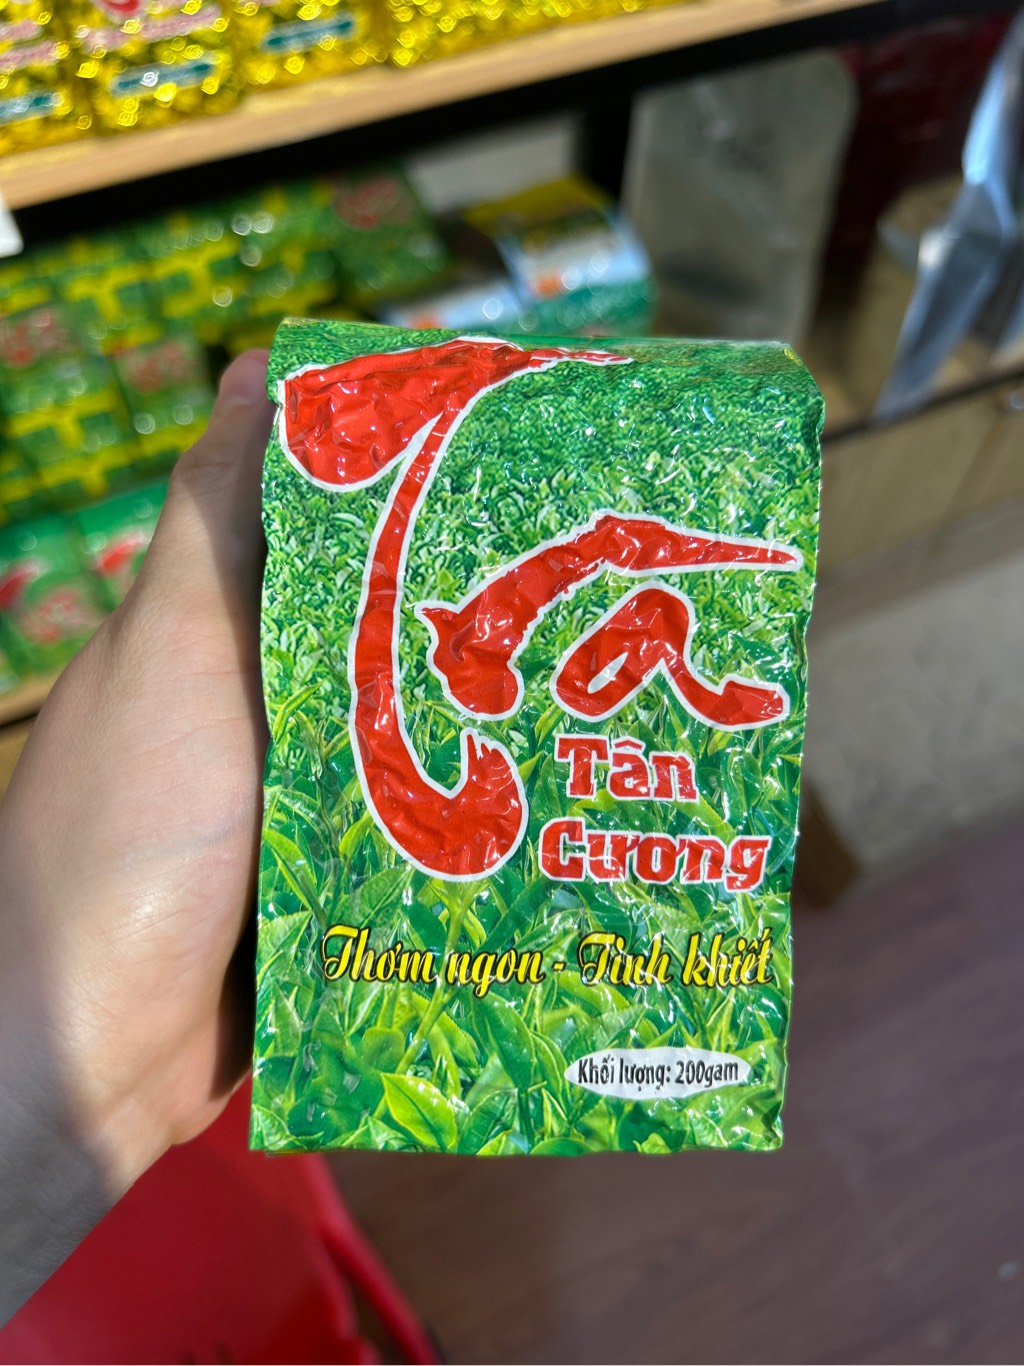 Trà
Tân
Cương
Thơm ngon - Tinh khiết
Khối lượng: 200gam